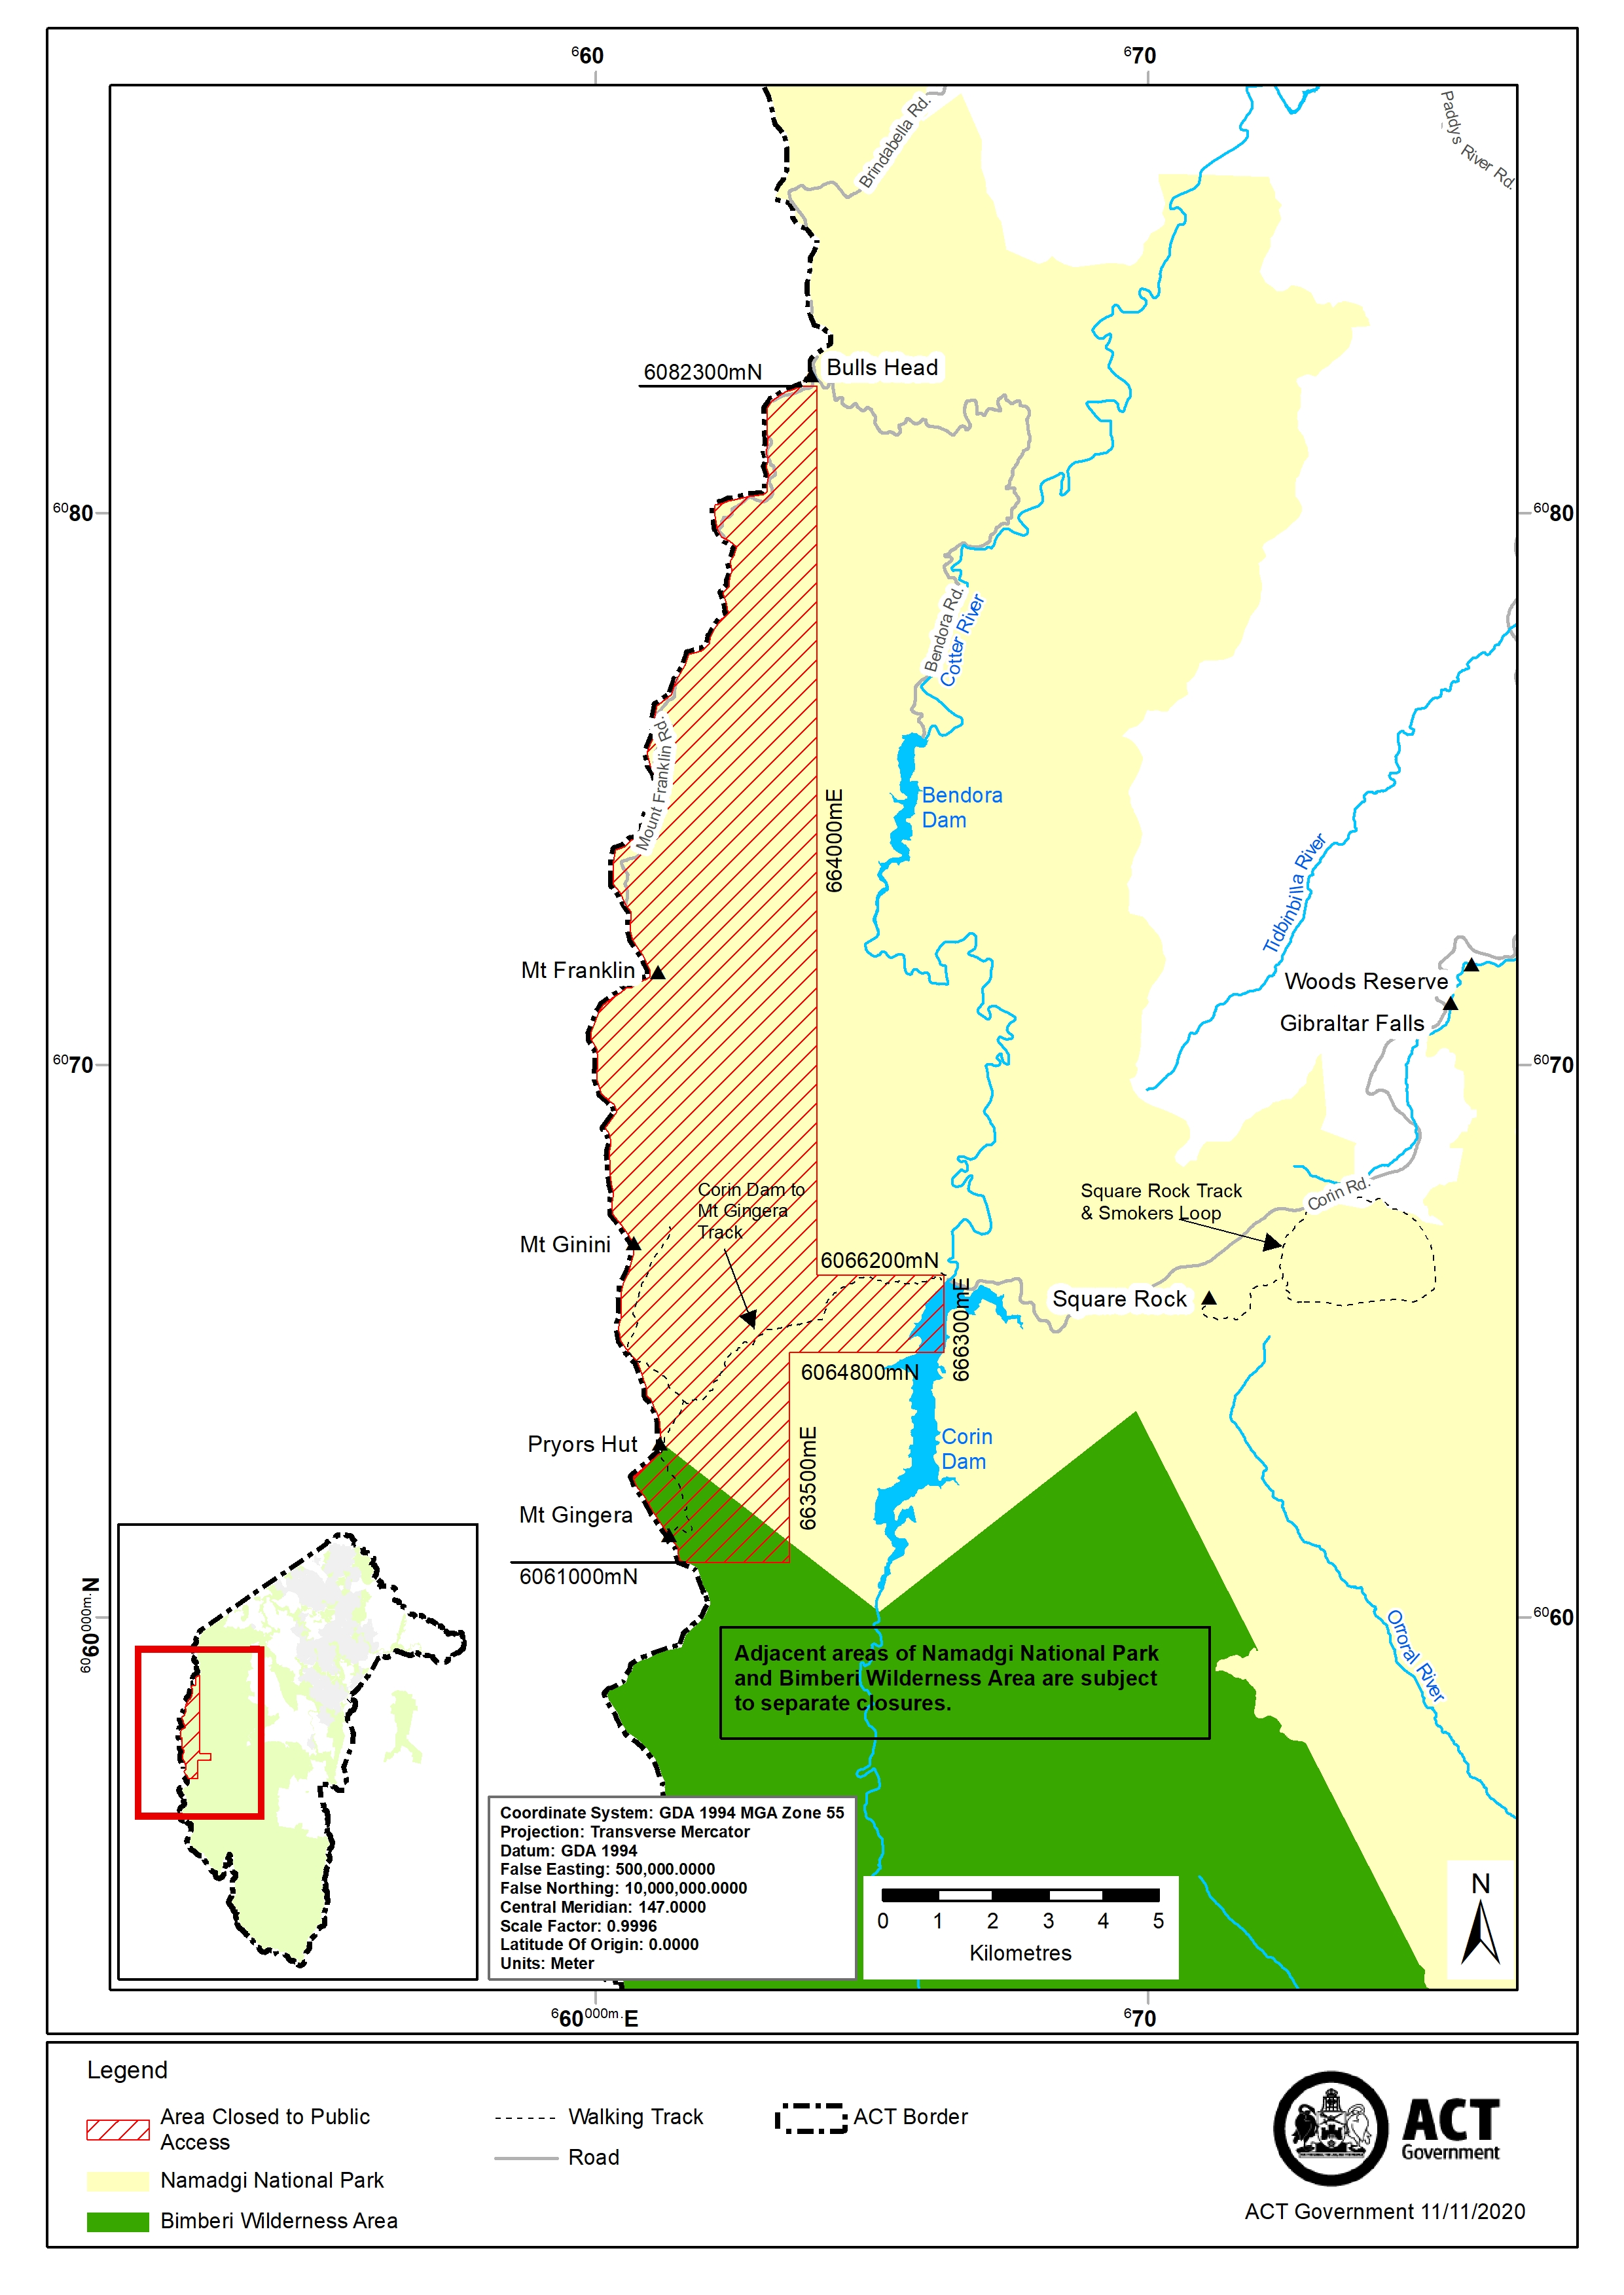 660
670
Brindabella Rd.
Paddys River Rd.
6082300mN
Bulls Head
6080
6080
Bendora Rd.
Cotter River
Mount Franklin Rd.
Bendora
Dam
664000mE
Tidbinbilla River
Mt Franklin
Woods Reserve
Gibraltar Falls
6070
6070
Corin Dam to
Mt Gingera
Track
Square Rock Track
& Smokers Loop
Corin Rd.
Mt Ginini
6066200mN
666300mE
Square Rock
6064800mN
Pryors Hut
663500mE
Corin
Dam
Mt Gingera
6061000mN
6060000m.N
6060
Orroral River
Adjacent areas of Namadgi National Park
and Bimberi Wilderness Area are subject
to separate closures.
Coordinate System: GDA 1994 MGA Zone 55
Projection: Transverse Mercator
Datum: GDA 1994
False Easting: 500,000.0000
False Northing: 10,000,000.0000
Central Meridian: 147.0000
Scale Factor: 0.9996
Latitude Of Origin: 0.0000
Units: Meter
0 1 2 3 4 5
Kilometres
N
660000m.E
670
Legend
Area Closed to Public
Access
Namadgi National Park
Bimberi Wilderness Area
Walking Track
Road
ACT Border
ACT
Government
ACT Government 11/11/2020